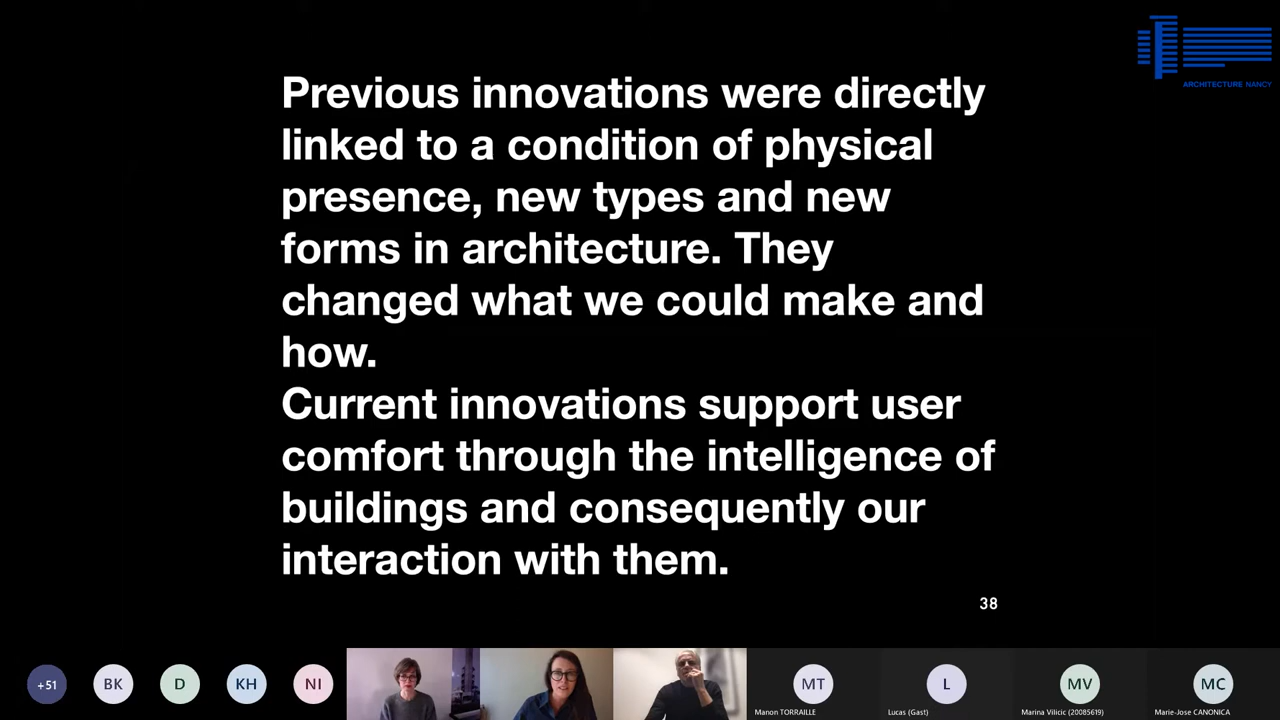 ARCHITECTURE NANCY
Previous innovations were directly
linked to a condition of physical
presence, new types and new
forms in architecture. They
changed what we could make and
how.
Current innovations support user
comfort through the intelligence of
buildings and consequently our
interaction with them.
38
+51
BK
D
KH
NI
MT
L
MV
MC
Manon TORRAILLE
Lucas (Gast)
Marina Vilicic (20085619)
Marie-Jose CANONICA